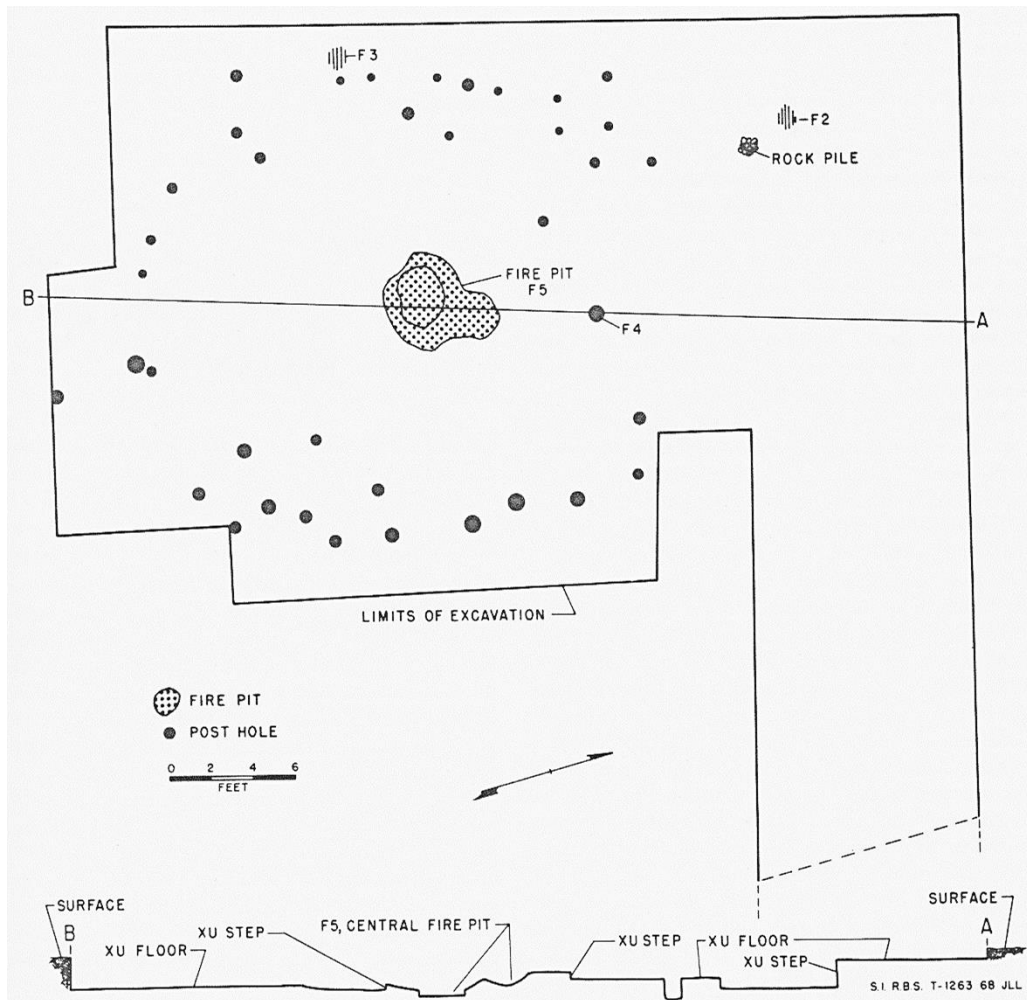 F3
F2
ROCK PILE
FIRE PIT
F5
B
A
F4
LIMITS OF EXCAVATION
FIRE PIT
POST HOLE
0 2 4 6
FEET
SURFACE
B
XU FLOOR
XU STEP
F5, CENTRAL FIRE PIT
XU STEP
XU FLOOR
XU STEP
A
SURFACE
S.I. R.B.S. T-1263 68 JLL